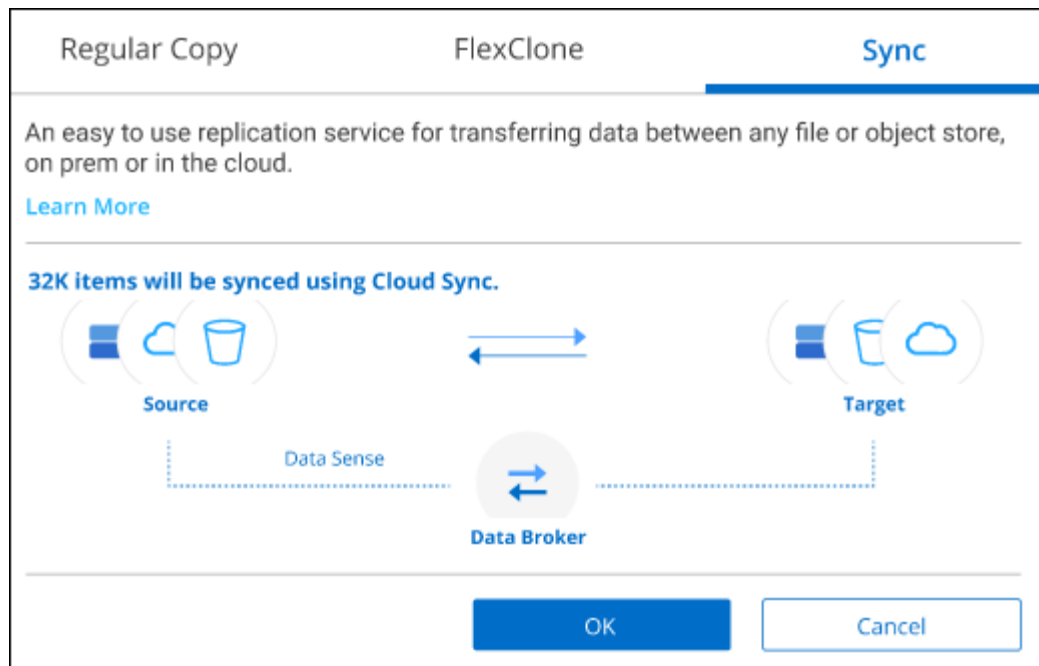 Regular Copy
FlexClone
Sync
An easy to use replication service for transferring data between any file or object store,
on prem or in the cloud.
Learn More
32K items will be synced using Cloud Sync.
Source
Target
Data Sense
Data Broker
OK
Cancel